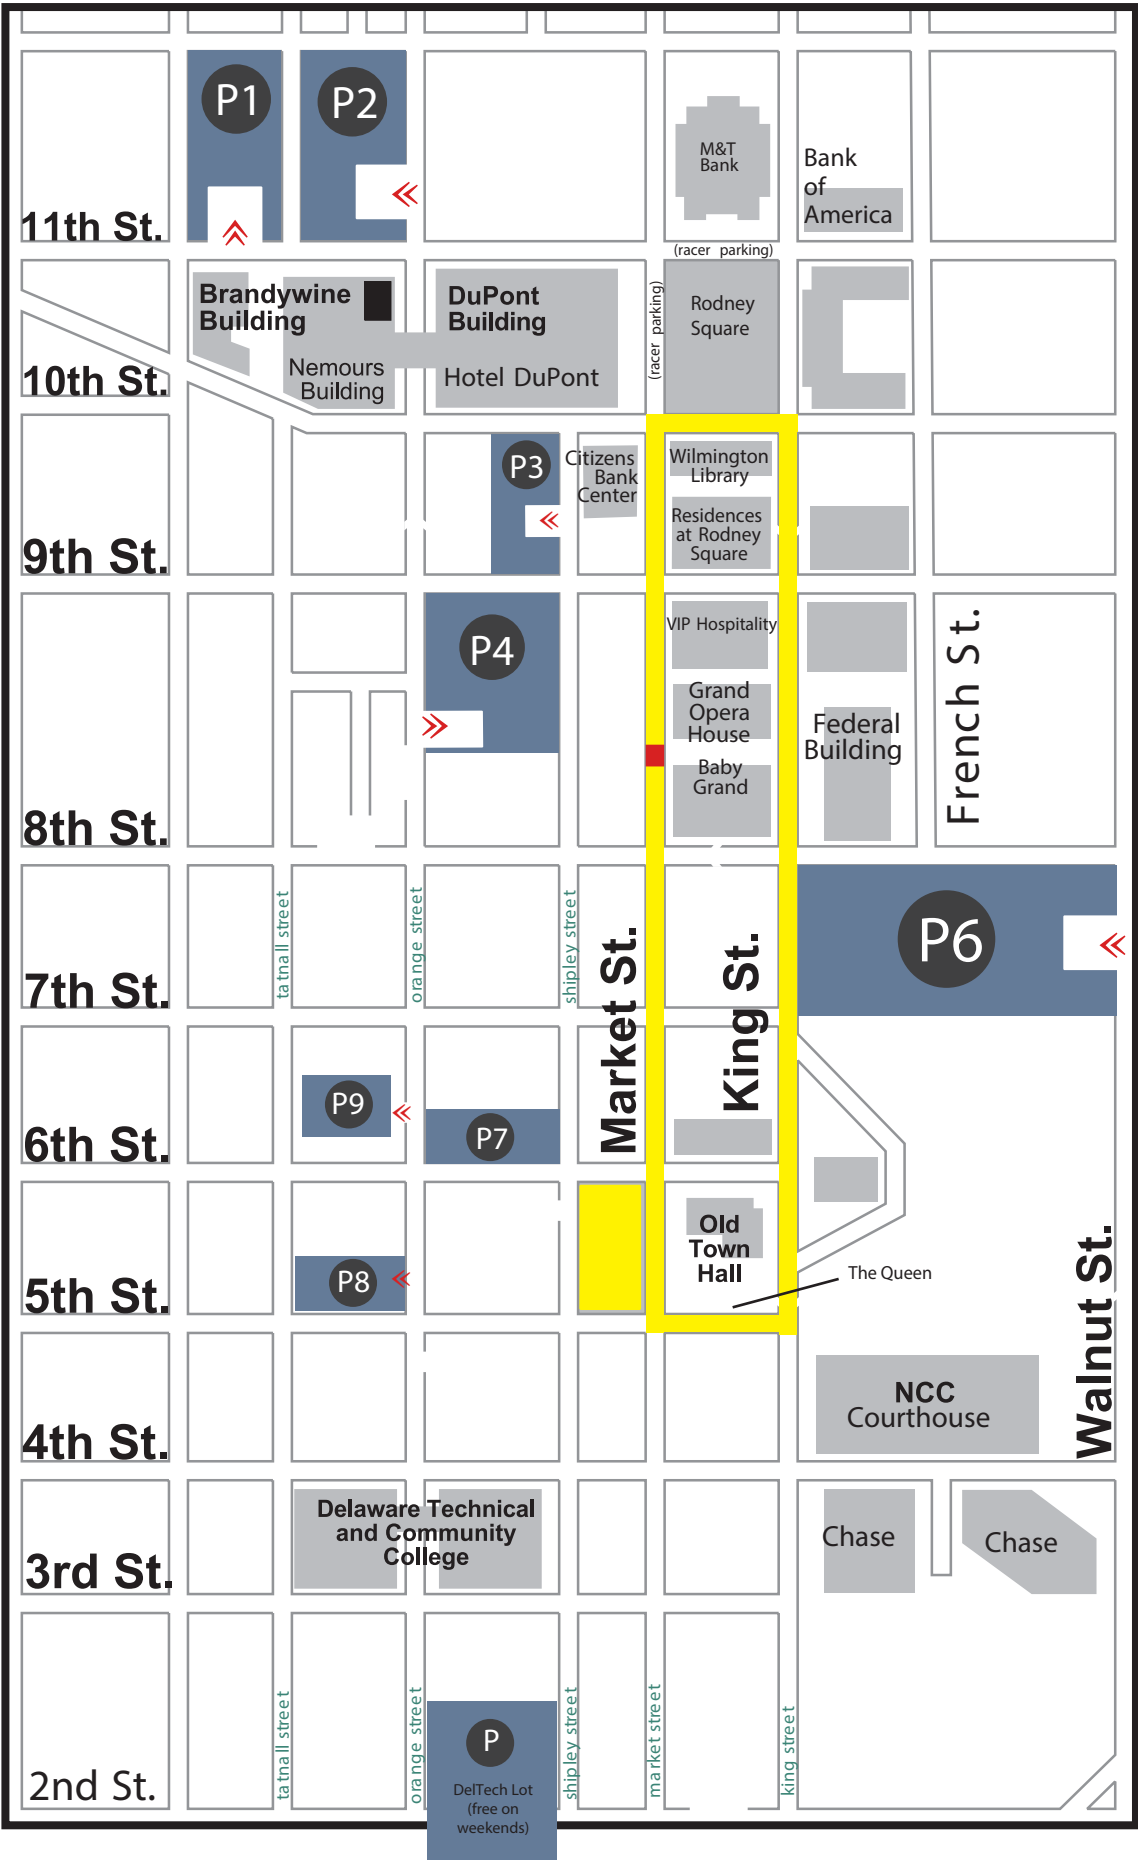 P1
P2
M&T
Bank
Bank
of
America
11th St.
(racer parking)
Brandywine
Building
DuPont
Building
(racer parking)
Rodney
Square
Nemours
Building
Hotel DuPont
10th St.
P3
Citizens
Bank
Center
Wilmington
Library
Residences
at Rodney
Square
9th St.
P4
VIP Hospitality
Grand
Opera
House
Baby
Grand
Federal
Building
French St.
8th St.
tatnall street
orange street
shipley street
Market St.
King St.
P6
7th St.
P9
P7
6th St.
Old
Town
Hall
The Queen
P8
5th St.
Walnut St.
NCC
Courthouse
4th St.
Delaware Technical
and Community
College
Chase
Chase
3rd St.
tatnall street
orange street
shipley street
market street
king street
P
DelTech Lot
(free on
weekends)
2nd St.